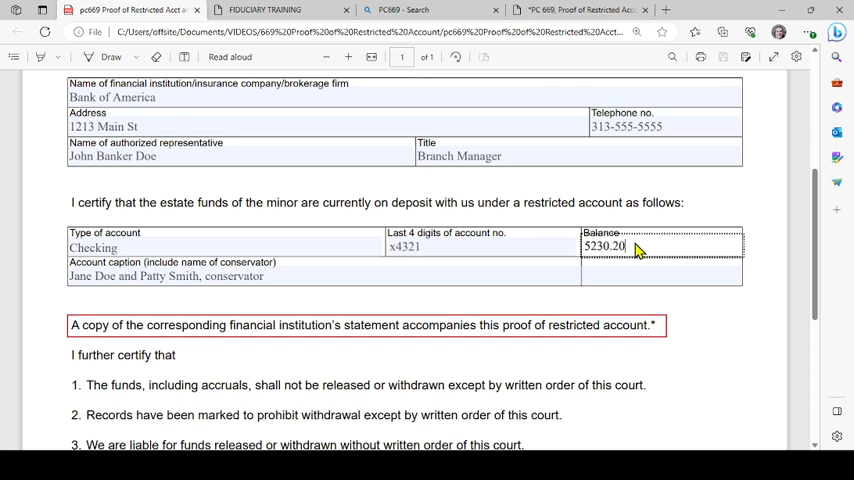 pc669 Proof of Restricted Acct a
FIDUCIARY TRAINING
PC669 - Search
*PC 669, Proof of Restricted Acco
File
C:/Users/offsite/Documents/VIDEOS/669%20Proof%20of%20Restricted%20Account/pc669%20Proof%20of%20Restricted%20Acct...
Draw
Read aloud
1
of 1
Name of financial institution/insurance company/brokerage firm
Bank of America
Address
Telephone no.
1213 Main St
313-555-5555
Name of authorized representative
Title
John Banker Doe
Branch Manager
I certify that the estate funds of the minor are currently on deposit with us under a restricted account as follows:
Type of account
Last 4 digits of account no.
Balance
Checking
x4321
5230.20
Account caption (include name of conservator)
Jane Doe and Patty Smith, conservator
A copy of the corresponding financial institution's statement accompanies this proof of restricted account.*
I further certify that
1. The funds, including accruals, shall not be released or withdrawn except by written order of this court.
2. Records have been marked to prohibit withdrawal except by written order of this court.
3. We are liable for funds released or withdrawn without written order of this court.